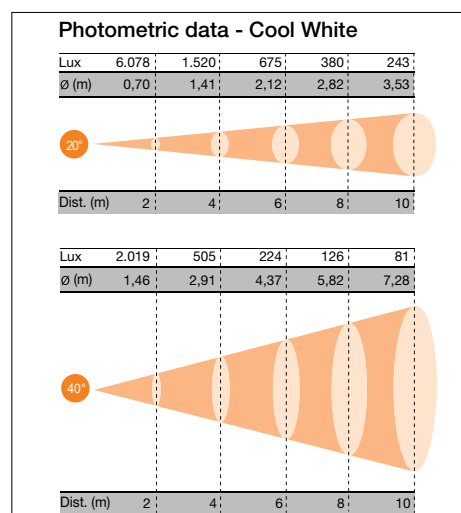 Photometric data - Cool White
Lux 6.078 1.520 675 380 243
Ø (m) 0,70 1,41 2,12 2,82 3,53
20°
Dist. (m) 2 4 6 8 10
Lux 2.019 505 224 126 81
Ø (m) 1,46 2,91 4,37 5,82 7,28
40°
Dist. (m) 2 4 6 8 10